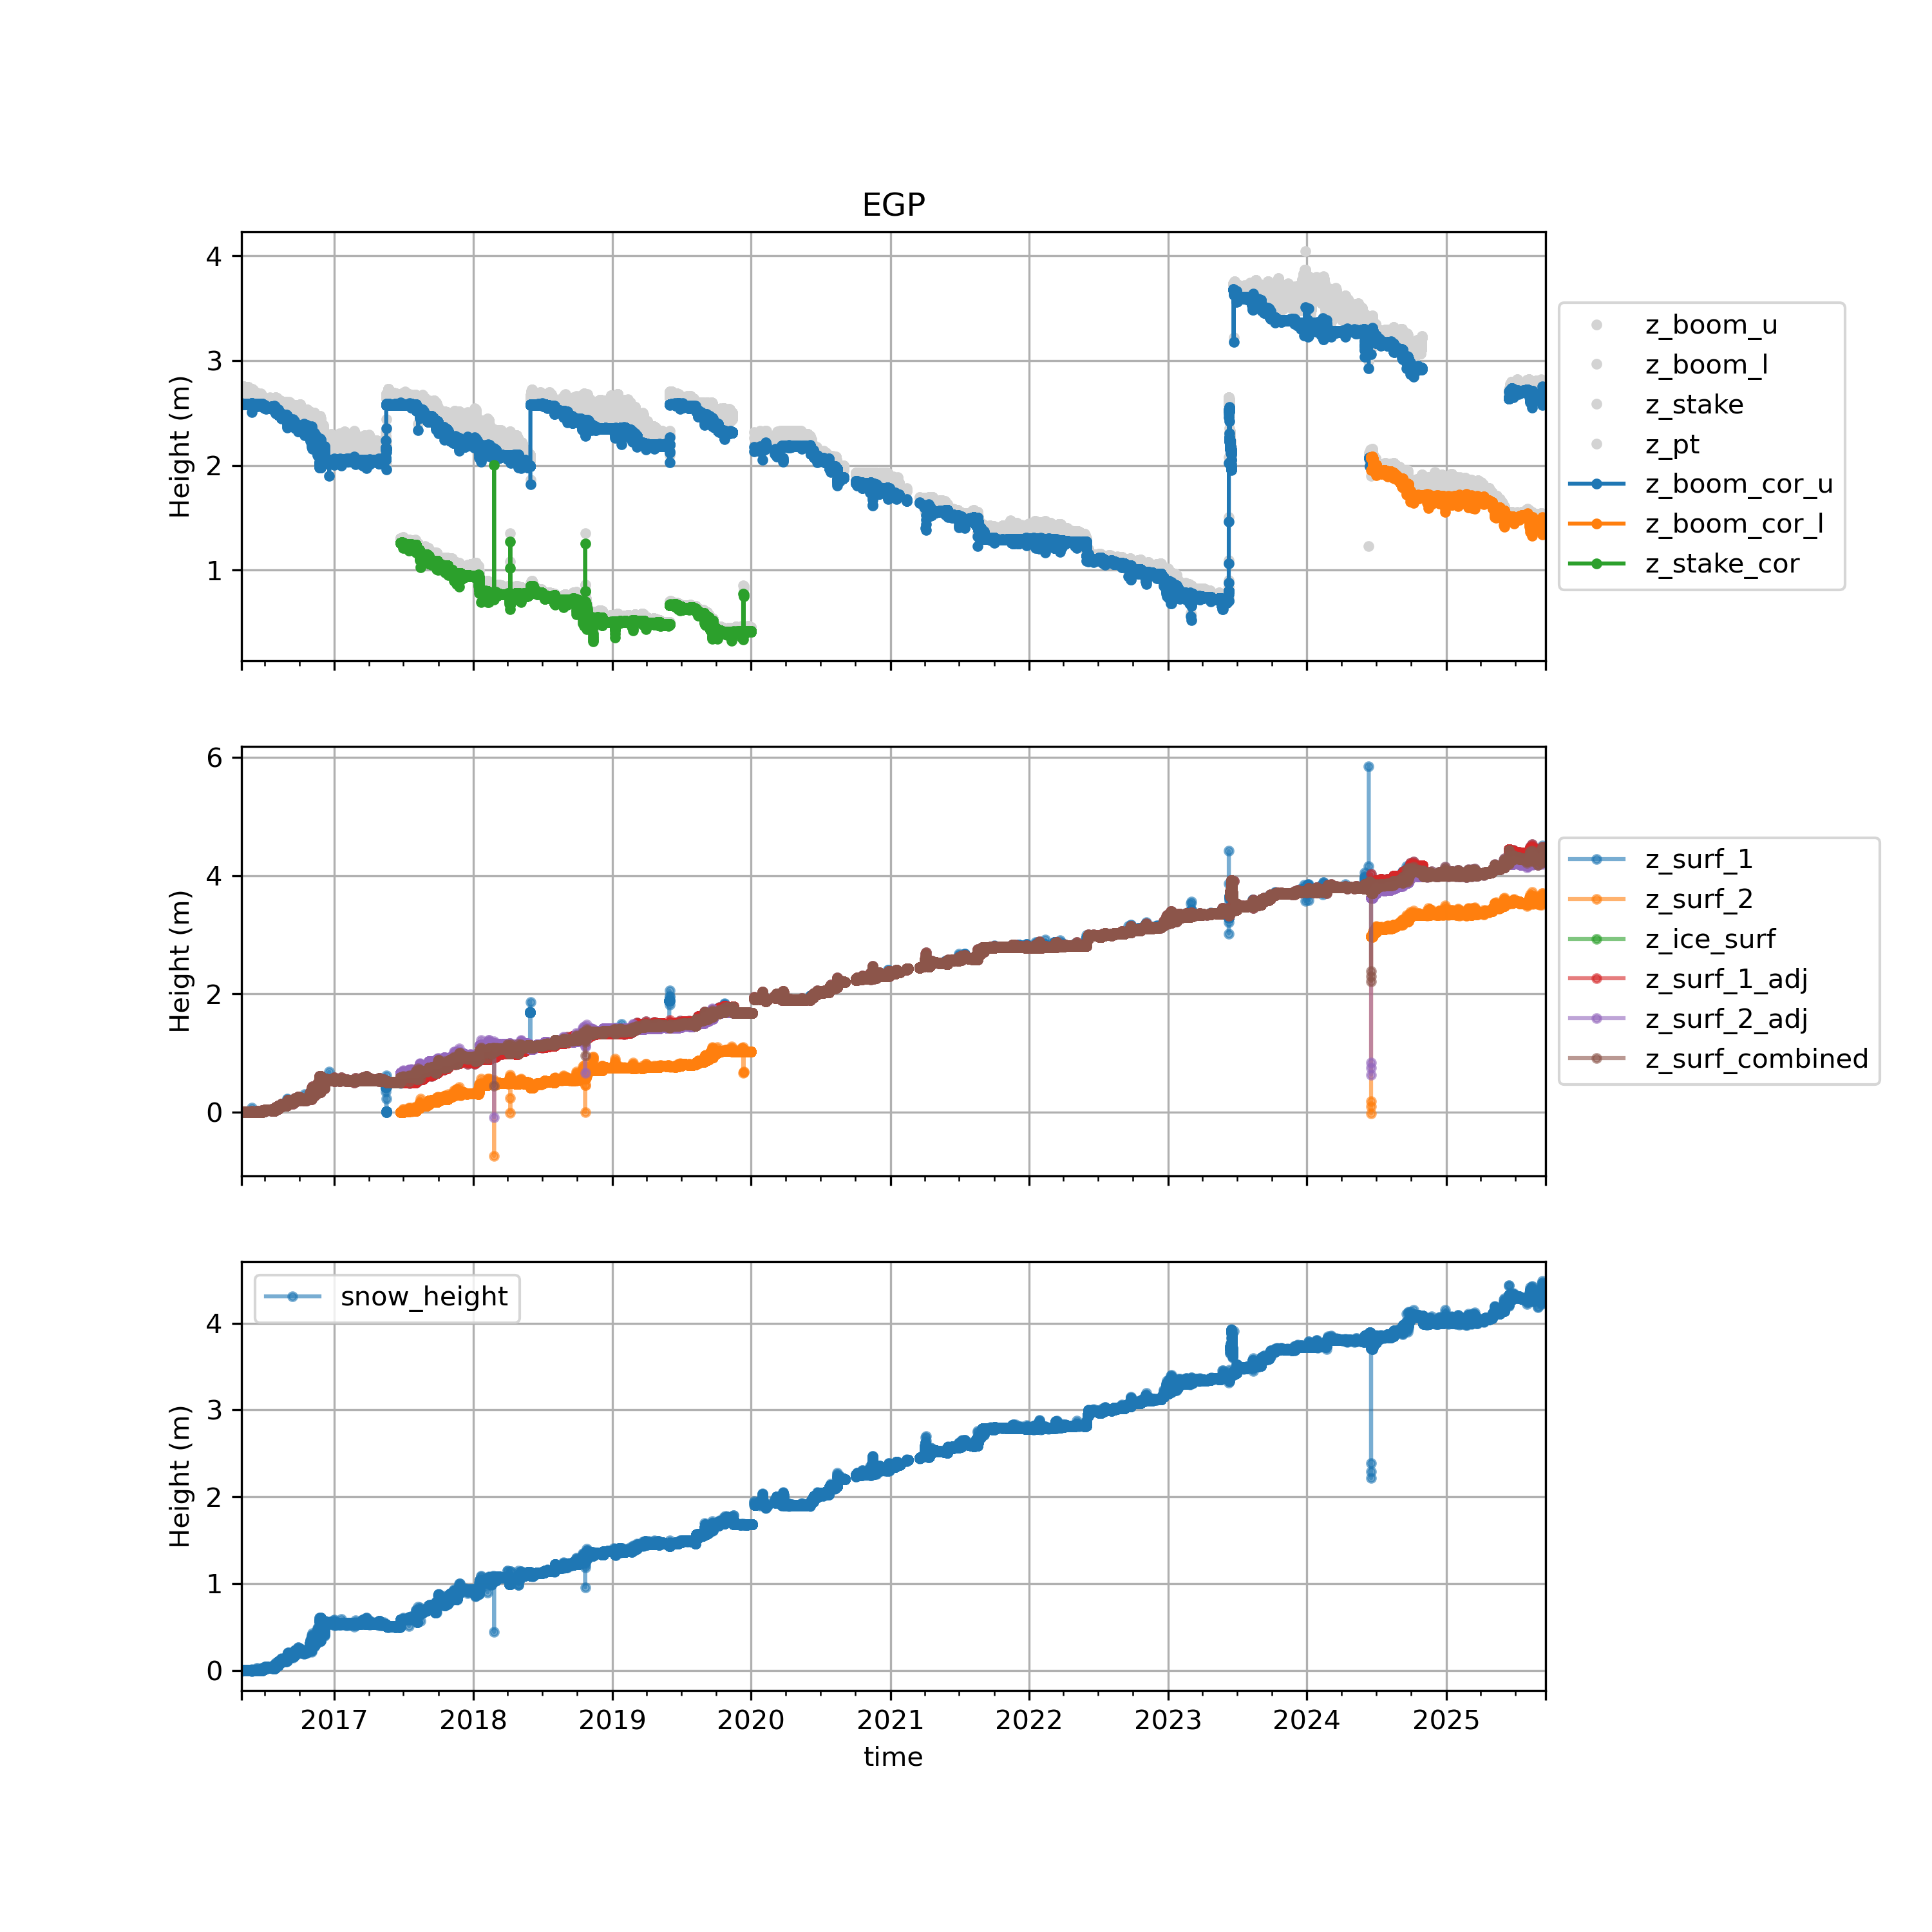 EGP
4
3
2
1
Height (m)
z_boom_u
z_boom_l
z_stake
z_pt
z_boom_cor_u
z_boom_cor_l
z_stake_cor
6
4
2
0
Height (m)
z_surf_1
z_surf_2
z_ice_surf
z_surf_1_adj
z_surf_2_adj
z_surf_combined
snow_height
4
3
2
1
0
Height (m)
2017 2018 2019 2020 2021 2022 2023 2024 2025
time